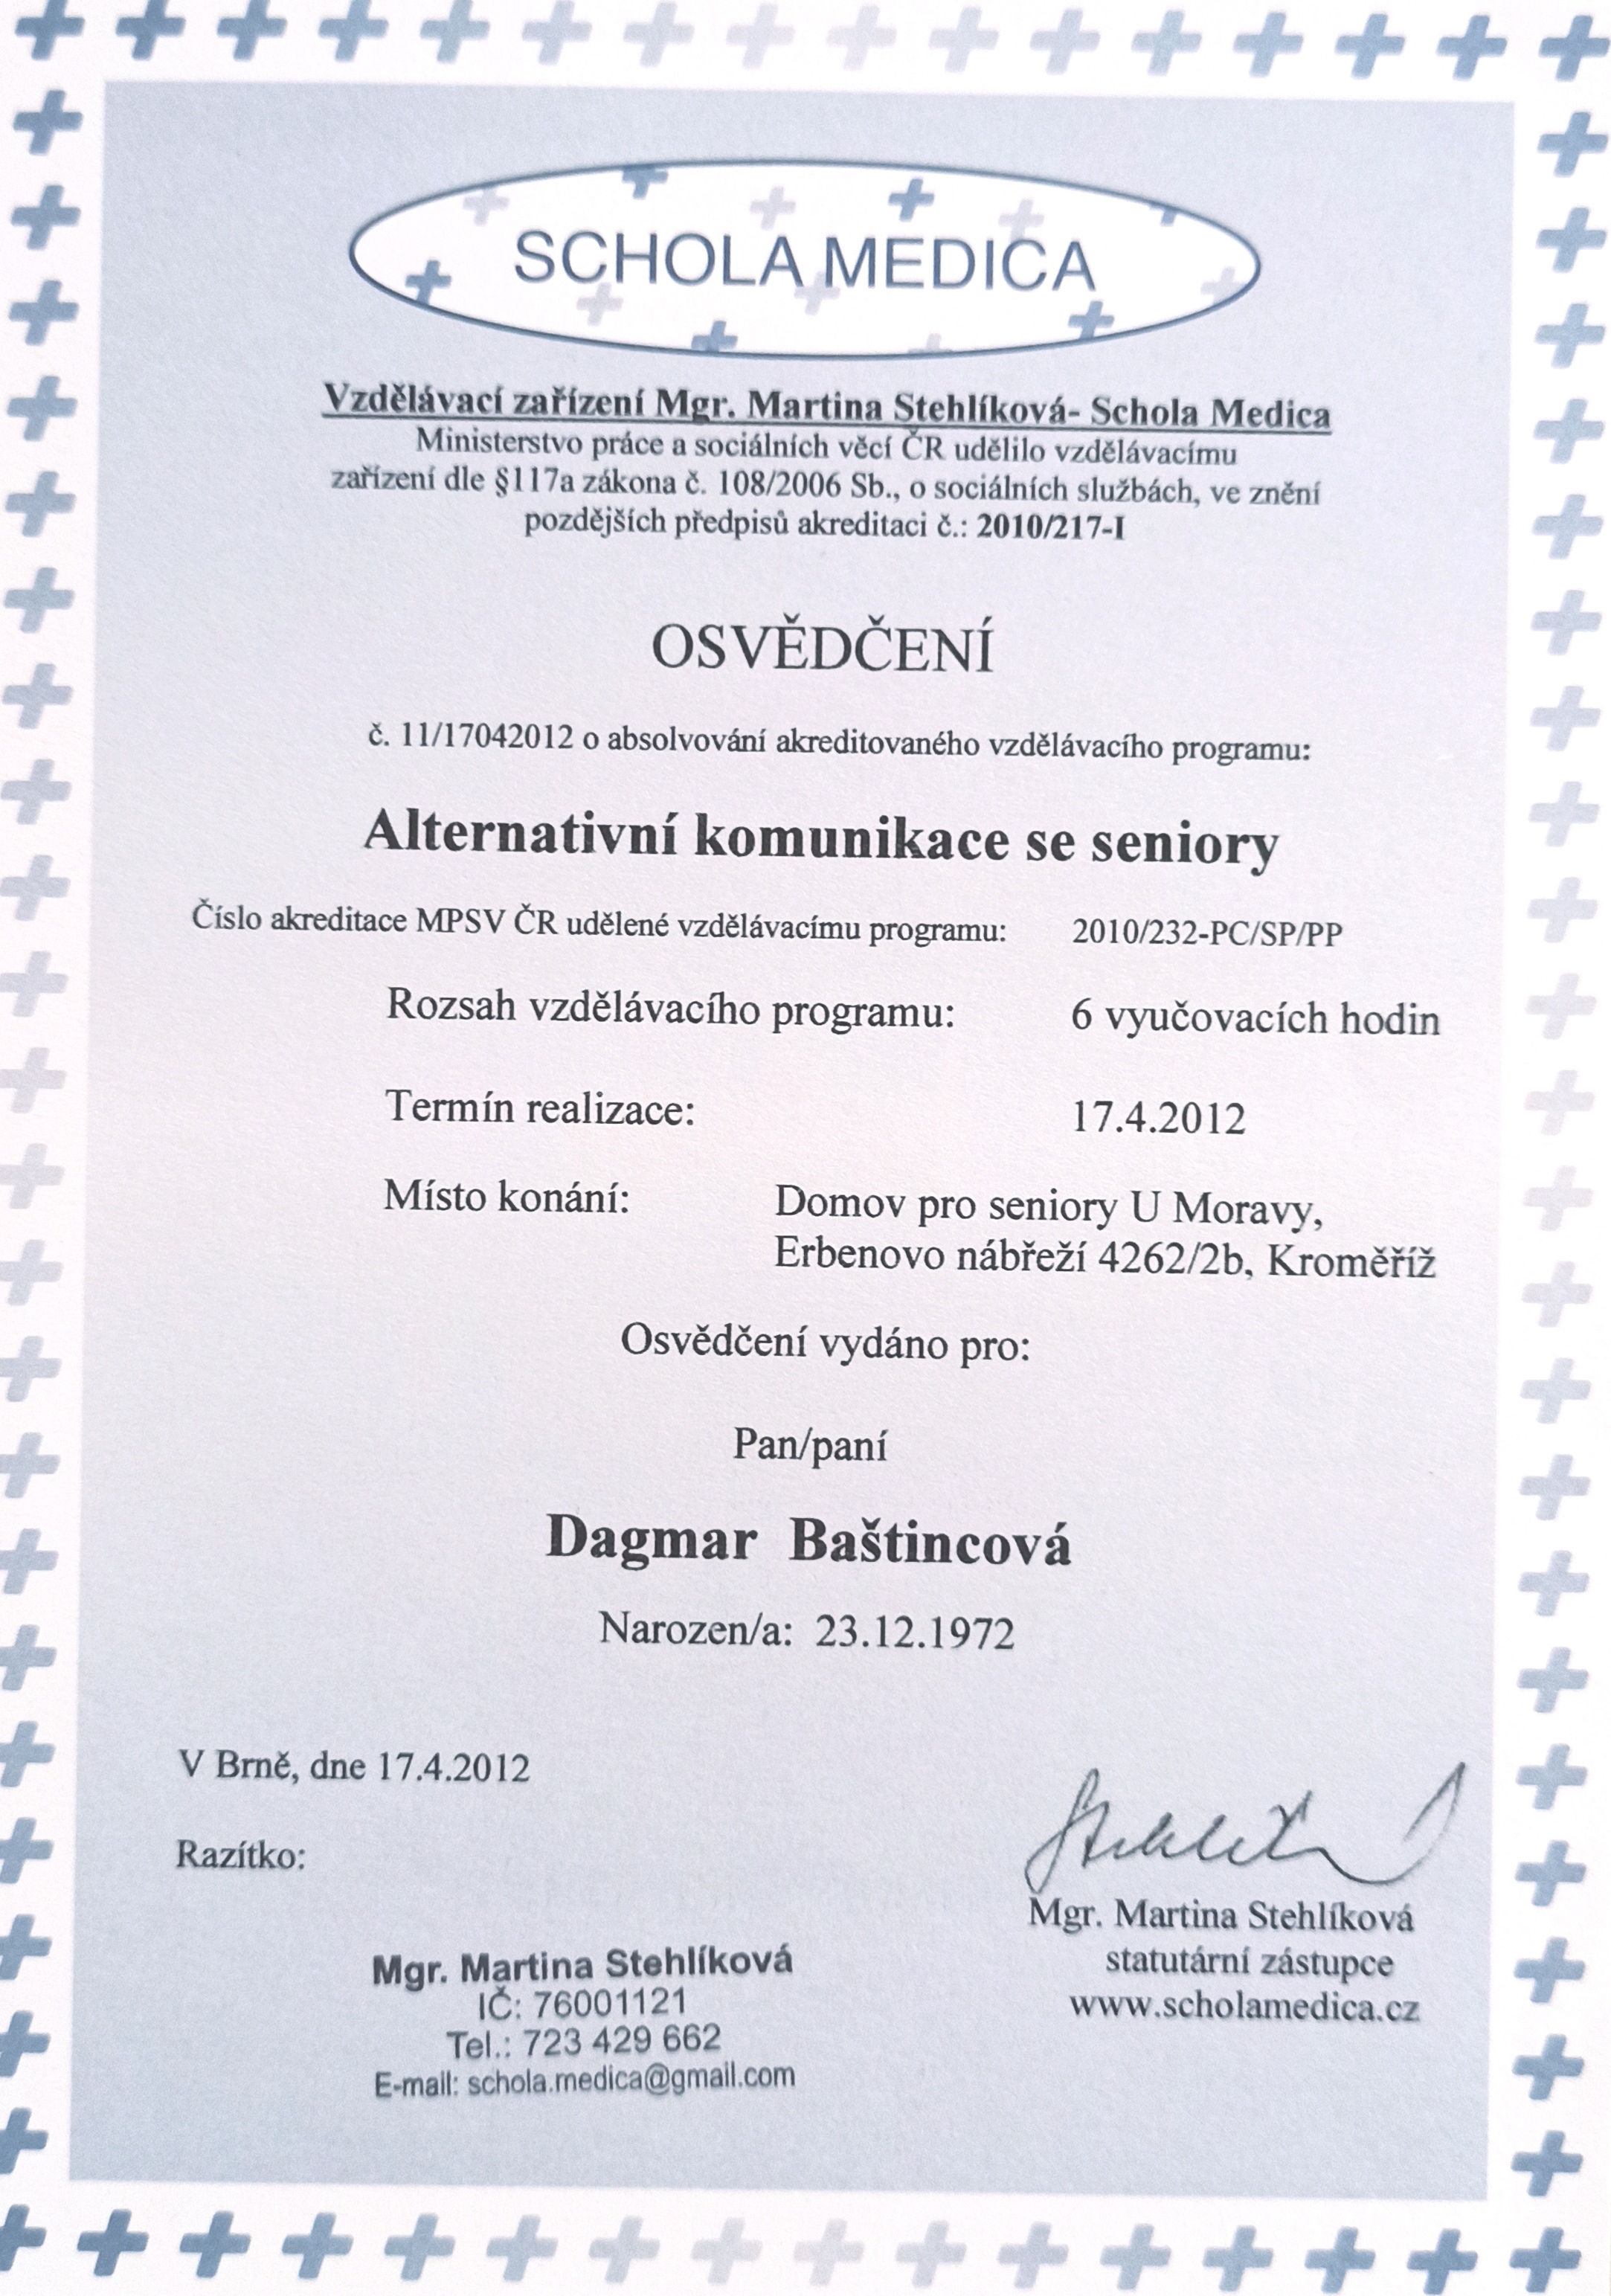 SCHOLA MEDICA
Vzdělávací zařízení Mgr. Martina Stehlíková- Schola Medica
Ministerstvo práce a sociálních věcí ČR udělilo vzdělávacímu
zařízení dle §117a zákona č. 108/2006 Sb., o sociálních službách, ve znění
pozdějších předpisů akreditaci č.: 2010/217-I
OSVĚDČENÍ
č. 11/17042012 o absolvování akreditovaného vzdělávacího programu:
Alternativní komunikace se seniory
Číslo akreditace MPSV ČR udělené vzdělávacímu programu: 2010/232-PC/SP/PP
Rozsah vzdělávacího programu: 6 vyučovacích hodin
Termín realizace: 17.4.2012
Místo konání: Domov pro seniory U Moravy,
Erbenovo nábřeží 4262/2b, Kroměříž
Osvědčení vydáno pro:
Pan/paní
Dagmar Baštincová
Narozen/a: 23.12.1972
V Brně, dne 17.4.2012
Razítko:
Mgr. Martina Stehlíková
statutární zástupce
www.scholamedica.cz
Mgr. Martina Stehlíková
IČ: 76001121
Tel.: 723 429 662
E-mail: schola.medica@gmail.com